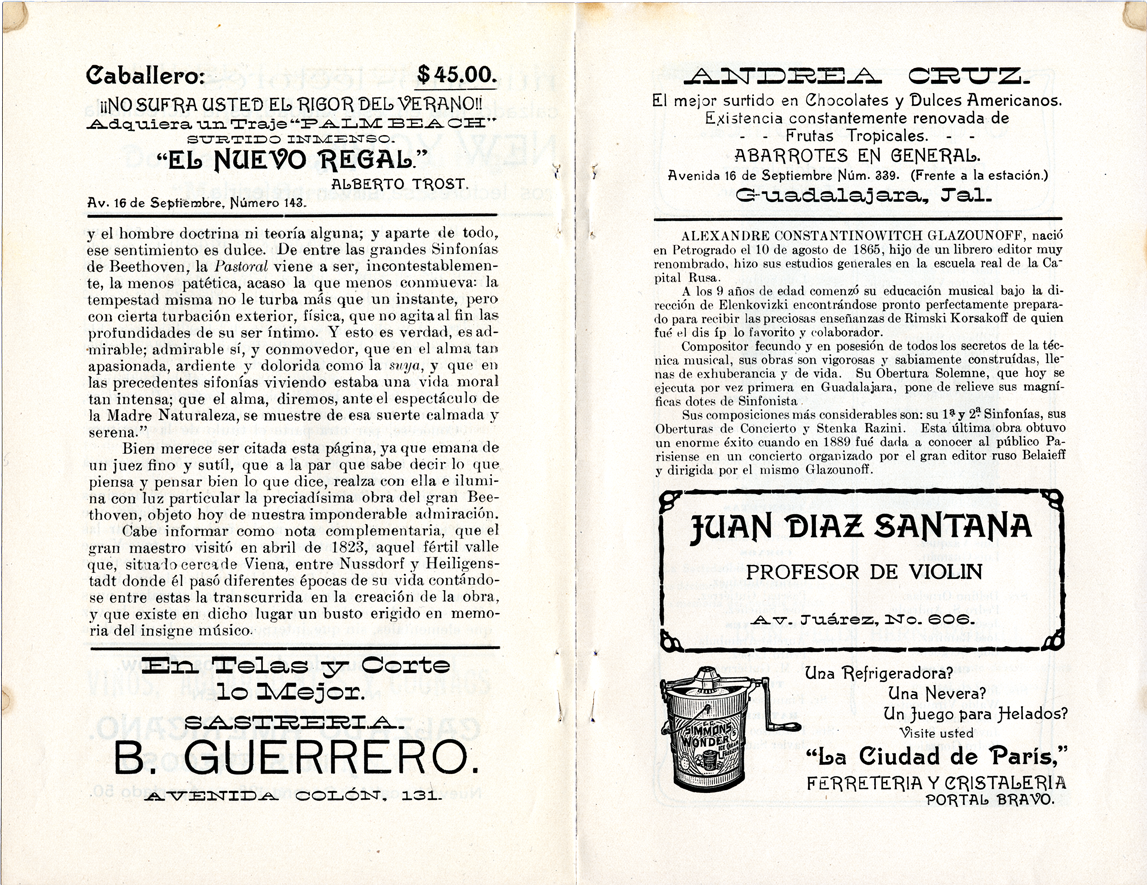 Caballero: $45.00.
¡¡NO SUFRA USTED EL RIGOR DEL VERANO!!
Adquiera un Traje "PALM BEACH"
SURTIDO INMENSO.
"EL NUEVO REGAL."
ALBERTO TROST.
Av. 16 de Septiembre, Número 143.
y el hombre doctrina ni teoría alguna; y aparte de todo,
ese sentimiento es dulce. De entre las grandes Sinfonías
de Beethoven, la Pastoral viene a ser, incontestablemen-
te, la menos patética, acaso la que menos conmueva: la
tempestad misma no le turba más que un instante, pero
con cierta turbación exterior, física, que no agita al fin las
profundidades de su ser íntimo. Y esto es verdad, es ad-
mirable; admirable sí, y conmovedor, que en el alma tan
apasionada, ardiente y dolorida como la suya, y que en
las precedentes sifonías viviendo estaba una vida moral
tan intensa; que el alma, diremos, ante el espectáculo de
la Madre Naturaleza, se muestre de esa suerte calmada y
serena."
Bien merece ser citada esta página, ya que emana de
un juez fino y sutíl, que a la par que sabe decir lo que
piensa y pensar bien lo que dice, realza con ella e ilumi-
na con luz particular la preciadísima obra del gran Bee-
thoven, objeto hoy de nuestra imponderable admiración.
Cabe informar como nota complementaria, que el
gran maestro visitó en abril de 1823, aquel fértil valle
que, situado cerca de Viena, entre Nussdorf y Heiligens-
tadt donde él pasó diferentes épocas de su vida contándo-
se entre estas la transcurrida en la creación de la obra,
y que existe en dicho lugar un busto erigido en memo-
ria del insigne músico.
En Telas y Corte
lo Mejor.
SASTRERIA.
B. GUERRERO.
AVENIDA COLÓN, 131.
ANDREA CRUZ.
El mejor surtido en Chocolates y Dulces Americanos.
Existencia constantemente renovada de
- - Frutas Tropicales. - -
ABARROTES EN GENERAL.
Avenida 16 de Septiembre Núm. 339. (Frente a la estación.)
Guadalajara, Jal.
ALEXANDRE CONSTANTINOWITCH GLAZOUNOFF, nació
en Petrogrado el 10 de agosto de 1865, hijo de un librero editor muy
renombrado, hizo sus estudios generales en la escuela real de la Ca-
pital Rusa.
A los 9 años de edad comenzó su educación musical bajo la di-
rección de Elenkovizki encontrándose pronto perfectamente prepara-
do para recibir las preciosas enseñanzas de Rimski Korsakoff de quien
fué el dis íp lo favorito y colaborador.
Compositor fecundo y en posesión de todos los secretos de la téc-
nica musical, sus obras son vigorosas y sabiamente construídas, lle-
nas de exhuberancia y de vida. Su Obertura Solemne, que hoy se
ejecuta por vez primera en Guadalajara, pone de relieve sus magní-
ficas dotes de Sinfonista.
Sus composiciones más considerables son: su 1ª y 2ª Sinfonías, sus
Oberturas de Concierto y Stenka Razini. Esta última obra obtuvo
un enorme éxito cuando en 1889 fué dada a conocer al público Pa-
risiense en un concierto organizado por el gran editor ruso Belaieff
y dirigida por el mismo Glazounoff.
JUAN DIAZ SANTANA
PROFESOR DE VIOLIN
Av. Juárez, No. 606.
SIMMONS
WONDER
Una Refrigeradora?
Una Nevera?
Un Juego para Helados?
Visite usted
"La Ciudad de París,"
FERRETERIA Y CRISTALERIA
PORTAL BRAVO.